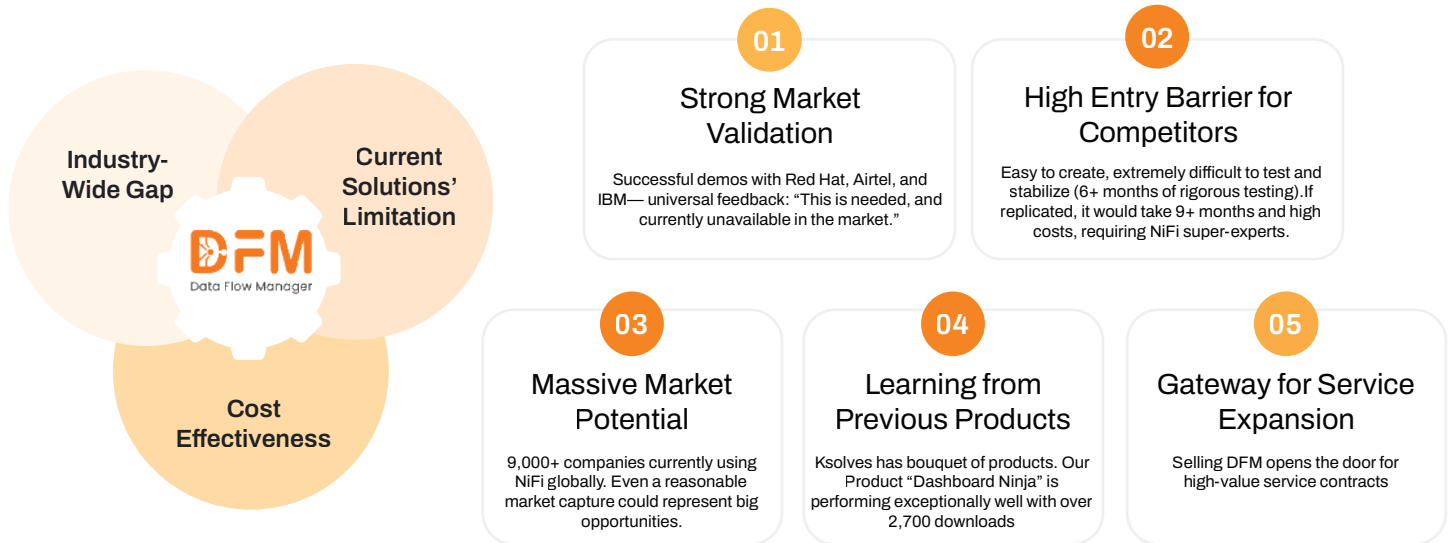 Industry-
Wide Gap
Current
Solutions’
Limitation
DFM
Data Flow Manager
Cost
Effectiveness
01
Strong Market
Validation
Successful demos with Red Hat, Airtel, and
IBM— universal feedback: “This is needed, and
currently unavailable in the market.”
02
High Entry Barrier for
Competitors
Easy to create, extremely difficult to test and
stabilize (6+ months of rigorous testing).If
replicated, it would take 9+ months and high
costs, requiring NiFi super-experts.
03
Massive Market
Potential
9,000+ companies currently using
NiFi globally. Even a reasonable
market capture could represent big
opportunities.
04
Learning from
Previous Products
Ksolves has bouquet of products. Our
Product “Dashboard Ninja” is
performing exceptionally well with over
2,700 downloads
05
Gateway for Service
Expansion
Selling DFM opens the door for
high-value service contracts